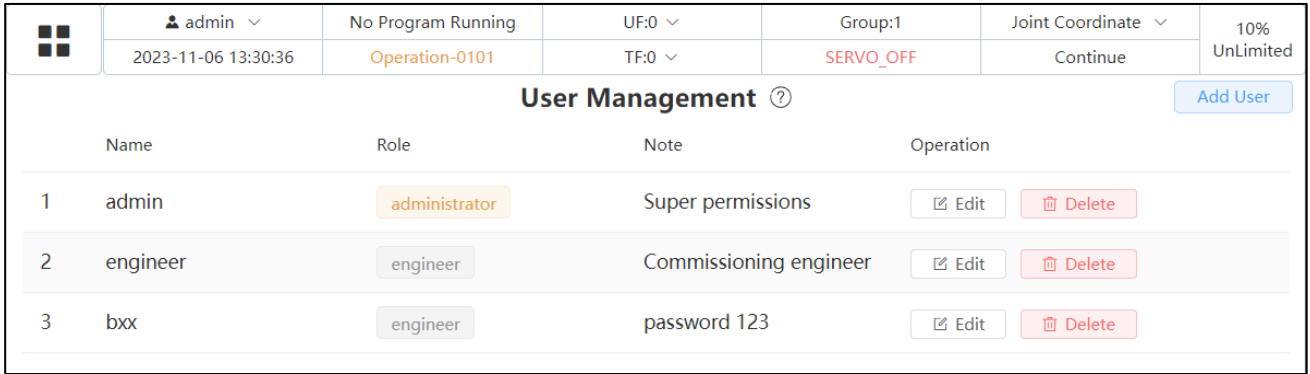 admin No Program Running UF:0 Group:1 Joint Coordinate 10%
2023-11-06 13:30:36 Operation-0101 TF:0 SERVO_OFF Continue UnLimited
User Management ? Add User
Name Role Note Operation
1 admin administrator Super permissions Edit Delete
2 engineer engineer Commissioning engineer Edit Delete
3 bxx engineer password 123 Edit Delete